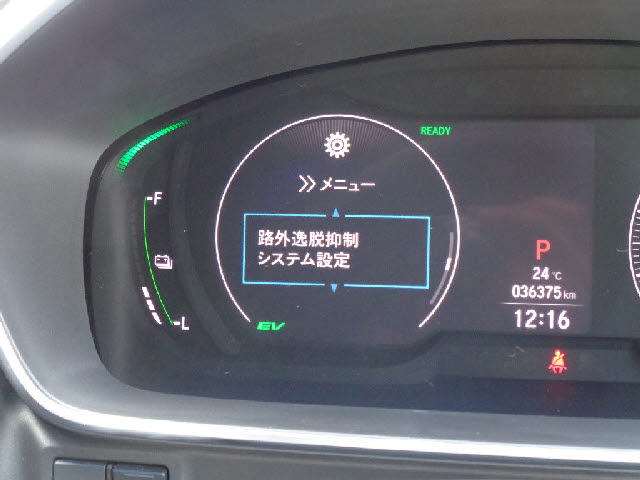 READY
メニュー
F
路外逸脱抑制
システム設定
P
24℃
036375km
L
EV
12:16